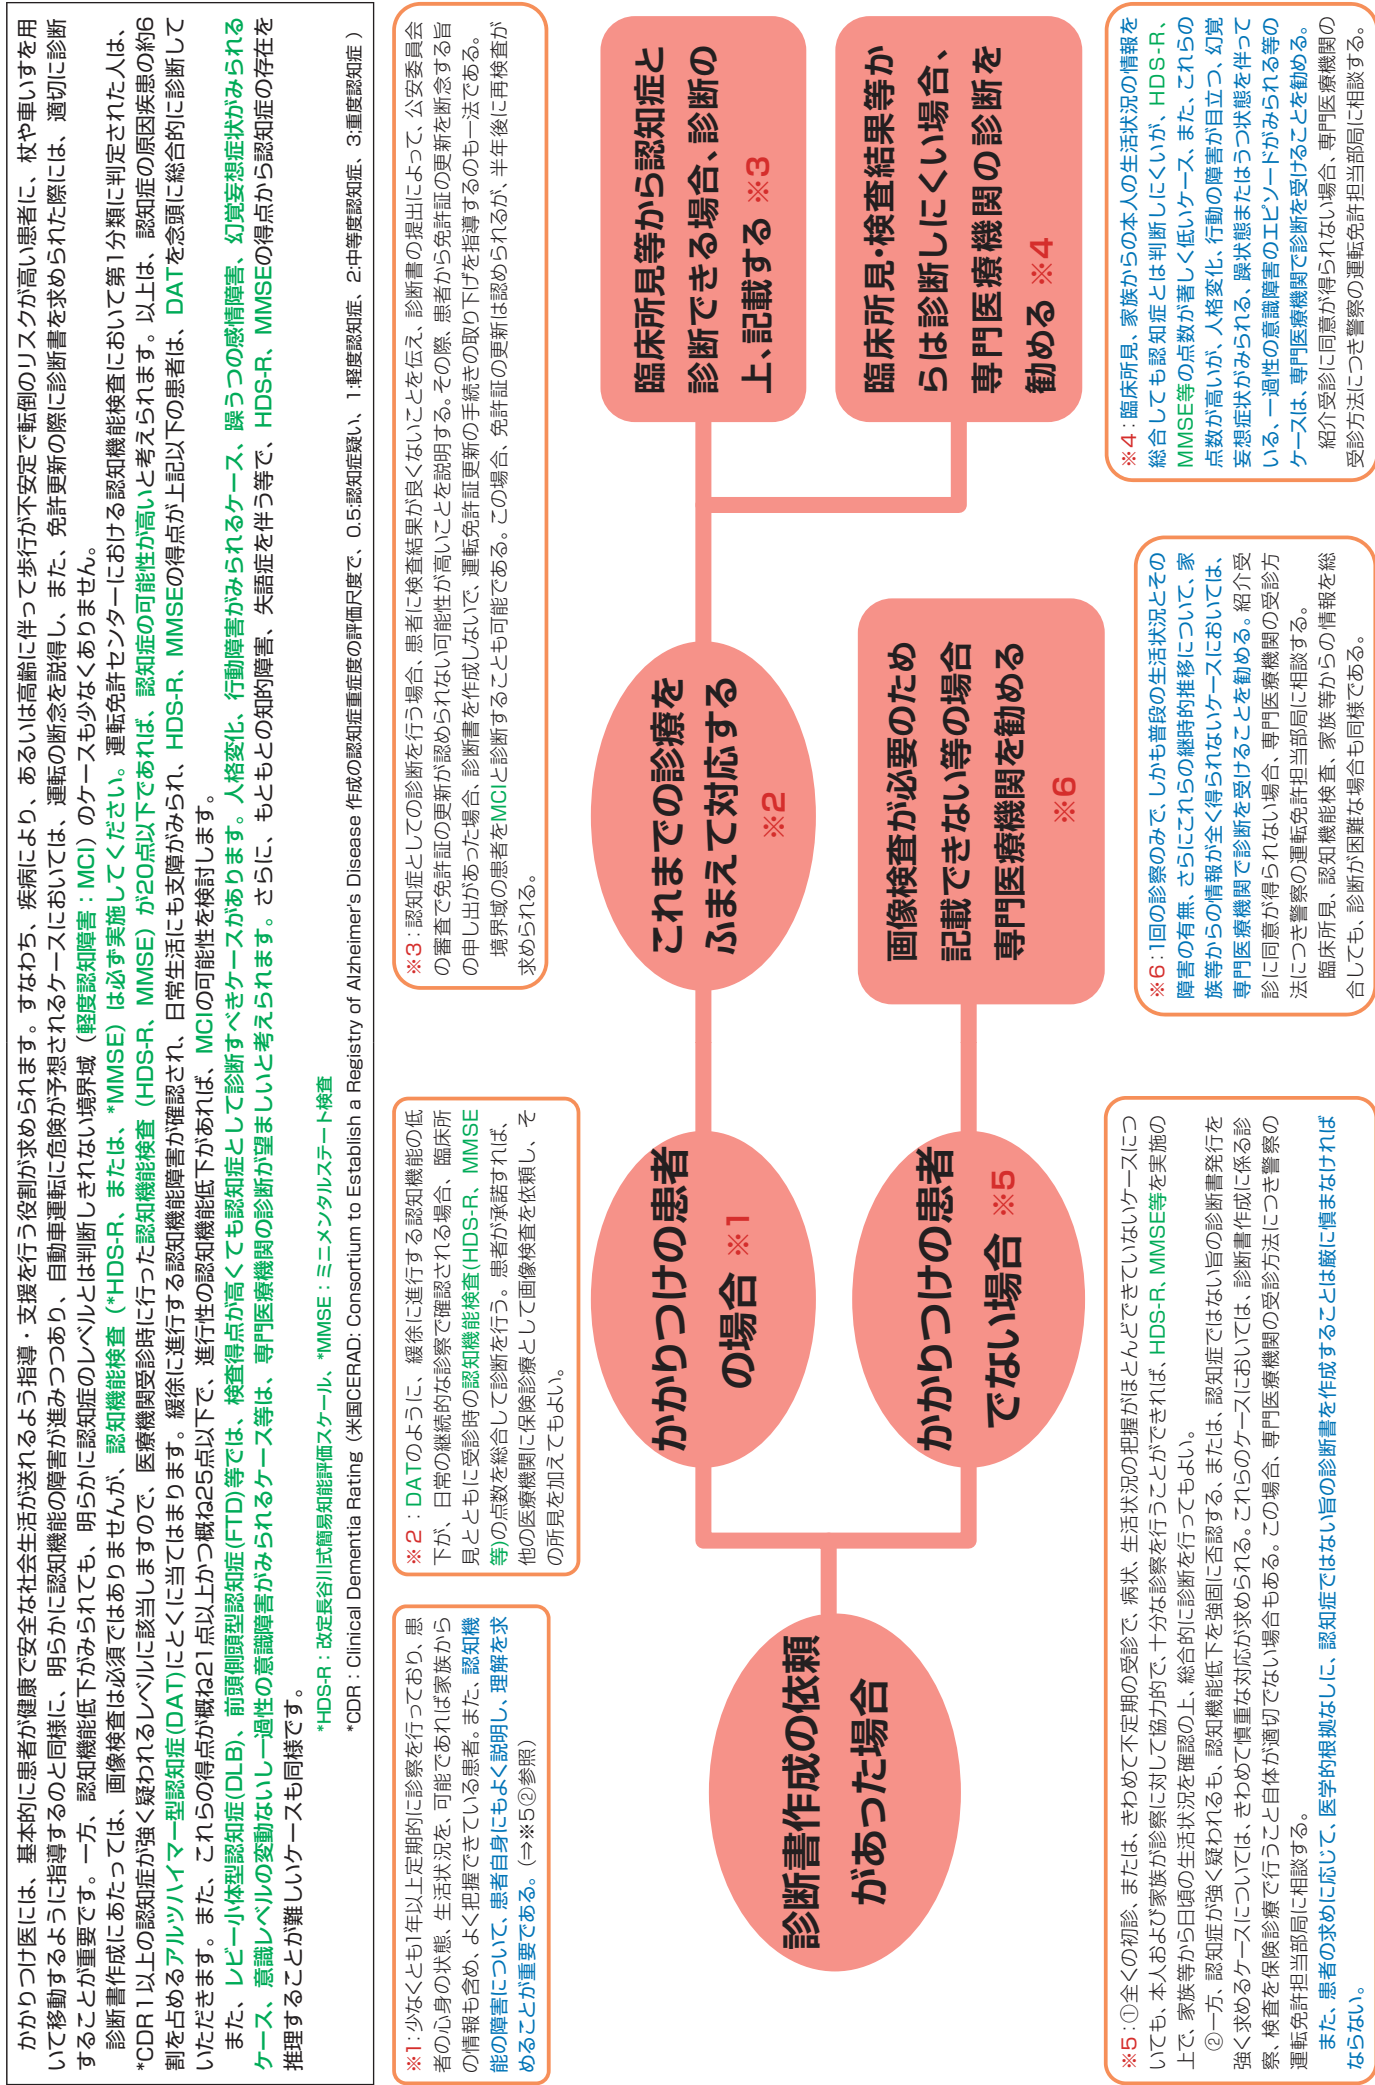 かかりつけ医には、基本的に患者が健康で安全な社会生活が送れるよう指導・支援を行う役割が求められます。すなわち、疾病により、あるいは高齢に伴って歩行が不安定で転倒のリスクが高い患者に、杖や車いすを用
いて移動するように指導するのと同様に、明らかに認知機能の障害が進みつつあり、自動車運転に危険が予想されるケースにおいては、運転の断念を説得し、また、免許更新の際に診断書を求められた際には、適切に診断
することが重要です。一方、認知機能低下がみられても、明らかに認知症のレベルとは判断しきれない境界域（軽度認知障害：MCI）のケースも少なくありません。
診断書作成にあたっては、画像検査は必須ではありませんが、認知機能検査（*HDS-R、または、*MMSE）は必ず実施してください。運転免許センターにおける認知機能検査において第1分類に判定された人は、
*CDR1以上の認知症が強く疑われるレベルに該当しますので、医療機関受診時に行った認知機能検査（HDS-R、MMSE）が20点以下であれば、認知症の可能性が高いと考えられます。以上は、認知症の原因疾患の約6
割を占めるアルツハイマー型認知症(DAT)にとくに当てはまります。緩徐に進行する認知機能障害が確認され、日常生活にも支障がみられ、HDS-R、MMSEの得点が上記以下の患者は、DATを念頭に総合的に診断して
いただきます。また、これらの得点が概ね21点以上かつ概ね25点以下で、進行性の認知機能低下があれば、MCIの可能性を検討します。
また、レビー小体型認知症(DLB)、前頭側頭型認知症(FTD)等では、検査得点が高くても認知症として診断すべきケースがあります。人格変化、行動障害がみられるケース、躁うつの感情障害、幻覚妄想症状がみられる
ケース、意識レベルの変動ないし一過性の意識障害がみられるケース等は、専門医療機関の診断が望ましいと考えられます。さらに、もともとの知的障害、失語症を伴う等で、HDS-R、MMSEの得点から認知症の存在を
推理することが難しいケースも同様です。
*HDS-R：改定長谷川式簡易知能評価スケール、*MMSE：ミニメンタルステート検査
*CDR：Clinical Dementia Rating（米国CERAD: Consortium to Establish a Registry of Alzheimer's Disease 作成の認知症重症度の評価尺度で、0.5:認知症疑い、1:軽度認知症、2:中等度認知症、3:重度認知症 ）
※1：少なくとも1年以上定期的に診察を行っており、患
者の心身の状態、生活状況を、可能であれば家族から
の情報も含め、よく把握できている患者。また、認知機
能の障害について、患者自身にもよく説明し、理解を求
めることが重要である。（⇒※5②参照）
※2：DATのように、緩徐に進行する認知機能の低
下が、日常の継続的な診察で確認される場合、臨床所
見とともに受診時の認知機能検査(HDS-R、MMSE
等)の点数を総合して診断を行う。患者が承諾すれば、
他の医療機関に保険診療として画像検査を依頼し、そ
の所見を加えてもよい。
※3：認知症としての診断を行う場合、患者に検査結果が良くないことを伝え、診断書の提出によって、公安委員会
の審査で免許証の更新が認められない可能性が高いことを説明する。その際、患者から免許証の更新を断念する旨
の申し出があった場合、診断書を作成しないで、運転免許証更新の手続きの取り下げを指導するのも一法である。
境界域の患者をMCIと診断することも可能である。この場合、免許証の更新は認められるが、半年後に再検査が
求められる。
診断書作成の依頼
があった場合
かかりつけの患者
の場合 ※1
これまでの診療を
ふまえて対応する
※2
臨床所見等から認知症と
診断できる場合、診断の
上、記載する ※3
臨床所見・検査結果等か
らは診断しにくい場合、
専門医療機関の診断を
勧める ※4
かかりつけの患者
でない場合 ※5
画像検査が必要のため
記載できない等の場合
専門医療機関を勧める
※6
※5：①全くの初診、または、きわめて不定期の受診で、病状、生活状況の把握がほとんどできていないケースにつ
いても、本人および家族が診察に対して協力的で、十分な診察を行うことができれば、HDS-R、MMSE等を実施の
上で、家族等から日頃の生活状況を確認の上、総合的に診断を行ってもよい。
②一方、認知症が強く疑われるも、認知機能低下を強固に否認する、または、認知症ではない旨の診断書発行を
強く求めるケースについては、きわめて慎重な対応が求められる。これらのケースにおいては、診断書作成に係る診
察、検査を保険診療で行うこと自体が適切でない場合もある。この場合、専門医療機関の受診方法につき警察の
運転免許担当部局に相談する。
また、患者の求めに応じて、医学的根拠なしに、認知症ではない旨の診断書を作成することは厳に慎まなければ
ならない。
※6：1回の診察のみで、しかも普段の生活状況とその
障害の有無、さらにこれらの継時的推移について、家
族等からの情報が全く得られないケースにおいては、
専門医療機関で診断を受けることを勧める。紹介受
診に同意が得られない場合、専門医療機関の受診方
法につき警察の運転免許担当部局に相談する。
臨床所見、認知機能検査、家族等からの情報を総
合しても、診断が困難な場合も同様である。
※4：臨床所見、家族からの本人の生活状況の情報を
総合しても認知症とは判断しにくいが、HDS-R、
MMSE等の点数が著しく低いケース、また、これらの
点数が高いが、人格変化、行動の障害が目立つ、幻覚
妄想症状がみられる、躁状態またはうつ状態を伴って
いる、一過性の意識障害のエピソードがみられる等の
ケースは、専門医療機関で診断を受けることを勧める。
紹介受診に同意が得られない場合、専門医療機関の
受診方法につき警察の運転免許担当部局に相談する。